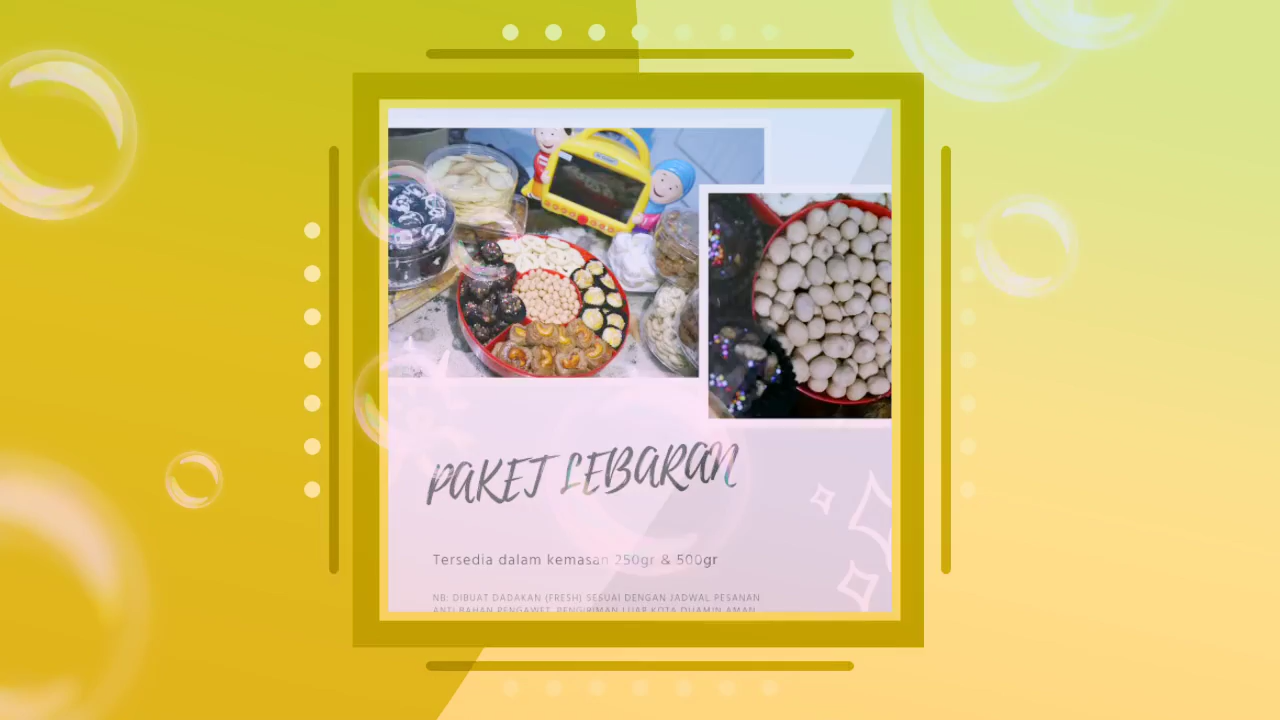 PAKET LEBARAN
Tersedia dalam kemasan 250gr & 500gr
NB: DIBUAT DADAKAN (FRESH) SESUAI DENGAN JADWAL PESANAN
ANTI BAHAN PENGAWET, PENGIRIMAN LUAR KOTA DIJAMIN AMAN